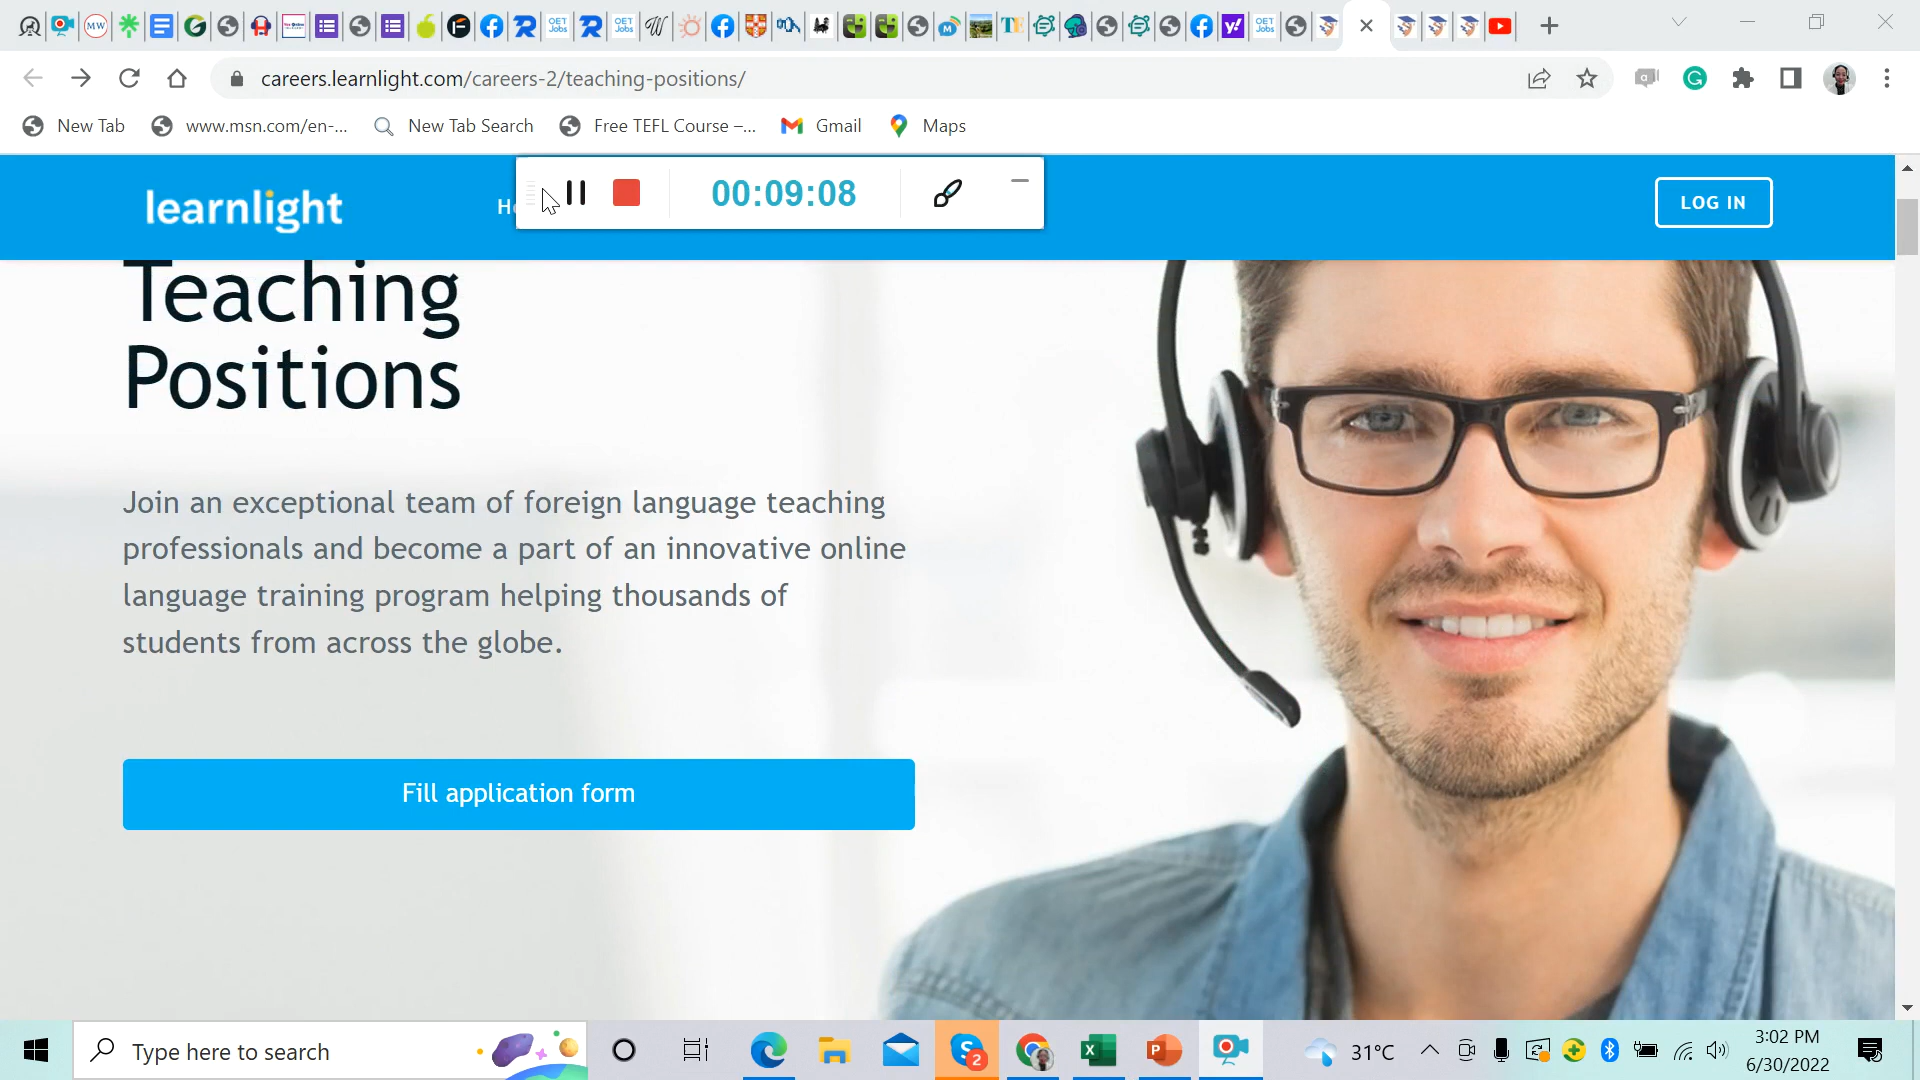 careers.learnlight.com/careers-2/teaching-positions/
New Tab
www.msn.com/en-...
New Tab Search
Free TEFL Course –...
Gmail
Maps
learnlight
00:09:08
LOG IN
Teaching
Positions
Join an exceptional team of foreign language teaching
professionals and become a part of an innovative online
language training program helping thousands of
students from across the globe.
Fill application form
Type here to search
2
31°C
3:02 PM
6/30/2022